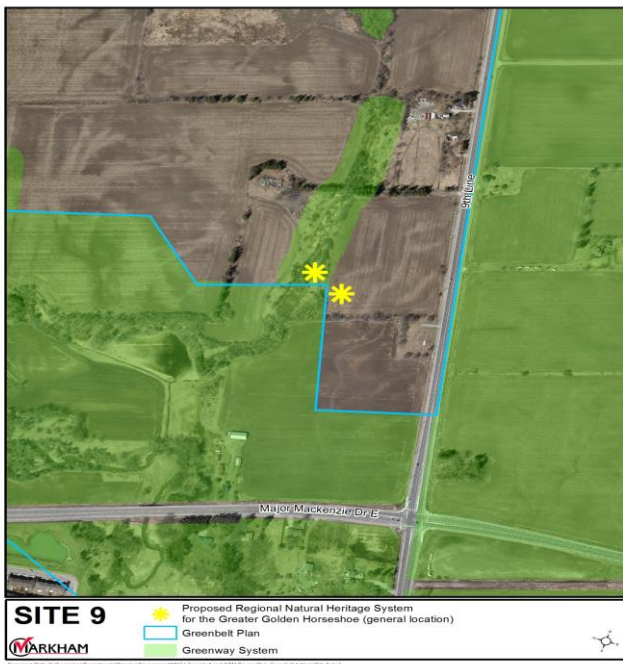 9th Line
Major Mackenzie Dr E
SITE 9
MARKHAM
Proposed Regional Natural Heritage System
for the Greater Golden Horseshoe (general location)
Greenbelt Plan
Greenway System